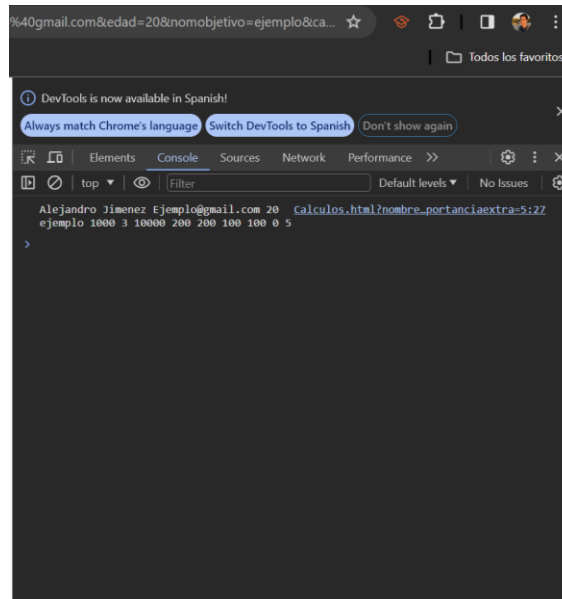 %40gmail.com&edad=20&nomobjetivo=ejemplo&ca...
Todos los favoritos
DevTools is now available in Spanish!
Always match Chrome's language Switch DevTools to Spanish Don't show again
Elements Console Sources Network Performance
top Filter Default levels No Issues
Alejandro Jimenez Ejemplo@gmail.com 20 Calculos.html?nombre…portanciaextra=5:27
ejemplo 1000 3 10000 200 200 100 100 0 5